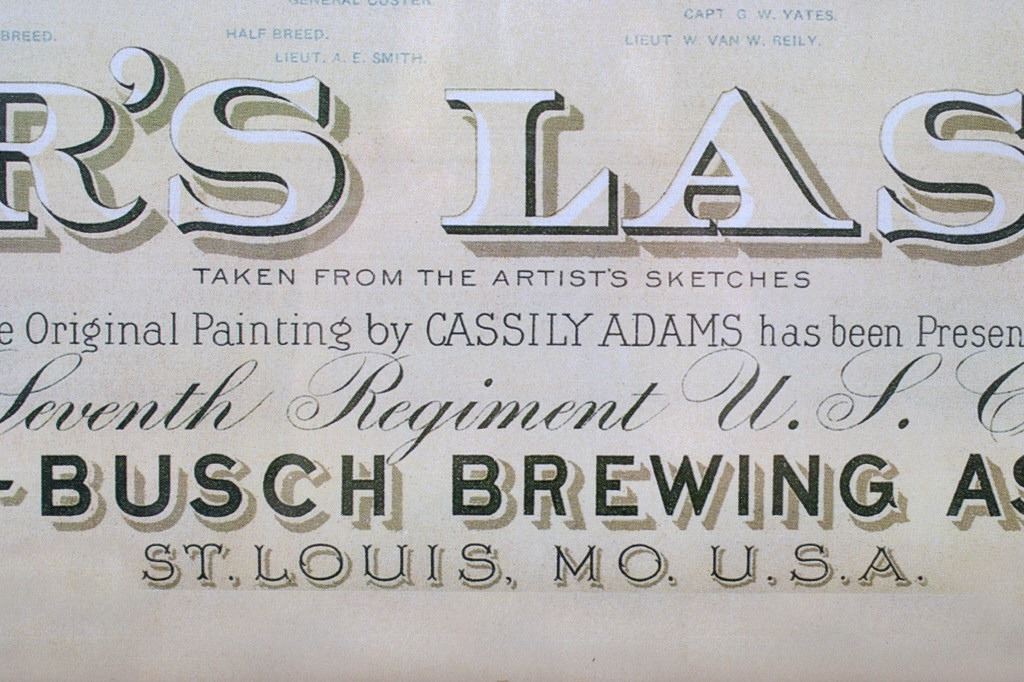 GENERAL CUSTER
CAPT. G. W. YATES.
BREED.
HALF BREED.
LIEUT. W. VAN W. REILY.
LIEUT. A. E. SMITH.
R'S LAS
TAKEN FROM THE ARTIST'S SKETCHES
e Original Painting by CASSILY ADAMS has been Presen
Seventh Regiment U. S. C
-BUSCH BREWING AS
ST. LOUIS, MO. U.S.A.